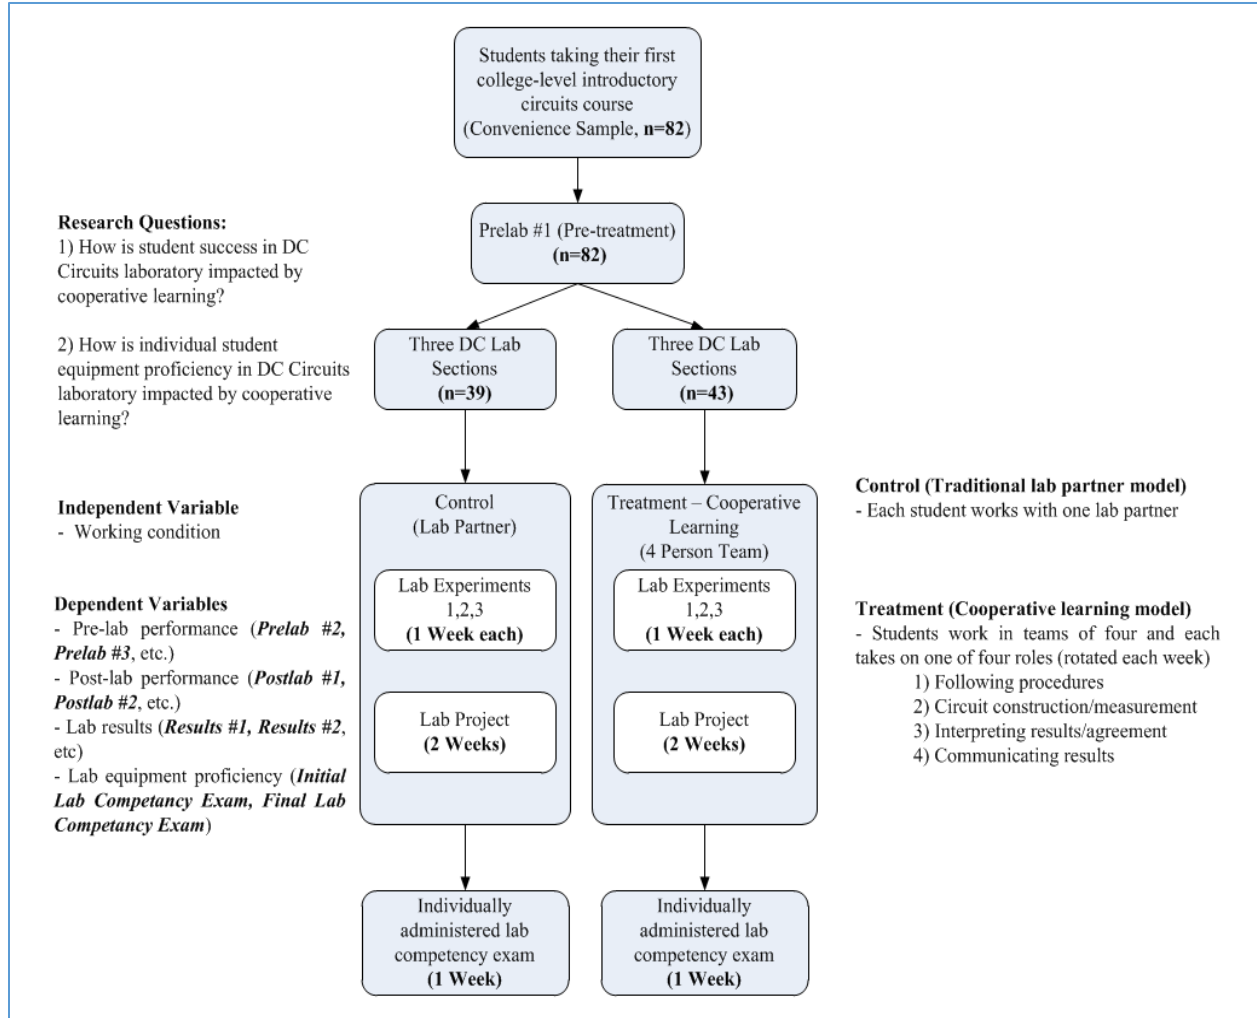 Students taking their first
college-level introductory
circuits course
(Convenience Sample, n=82)
Prelab #1 (Pre-treatment)
(n=82)
Research Questions:
1) How is student success in DC
Circuits laboratory impacted by
cooperative learning?
2) How is individual student
equipment proficiency in DC Circuits
laboratory impacted by cooperative
learning?
Three DC Lab
Sections
(n=39)
Three DC Lab
Sections
(n=43)
Independent Variable
- Working condition
Dependent Variables
- Pre-lab performance (Prelab #2,
Prelab #3, etc.)
- Post-lab performance (Postlab #1,
Postlab #2, etc.)
- Lab results (Results #1, Results #2,
etc)
- Lab equipment proficiency (Initial
Lab Competancy Exam, Final Lab
Competancy Exam)
Control
(Lab Partner)
Lab Experiments
1,2,3
(1 Week each)
Lab Project
(2 Weeks)
Treatment – Cooperative
Learning
(4 Person Team)
Lab Experiments
1,2,3
(1 Week each)
Lab Project
(2 Weeks)
Control (Traditional lab partner model)
- Each student works with one lab partner
Treatment (Cooperative learning model)
- Students work in teams of four and each
takes on one of four roles (rotated each week)
1) Following procedures
2) Circuit construction/measurement
3) Interpreting results/agreement
4) Communicating results
Individually
administered lab
competency exam
(1 Week)
Individually
administered lab
competency exam
(1 Week)